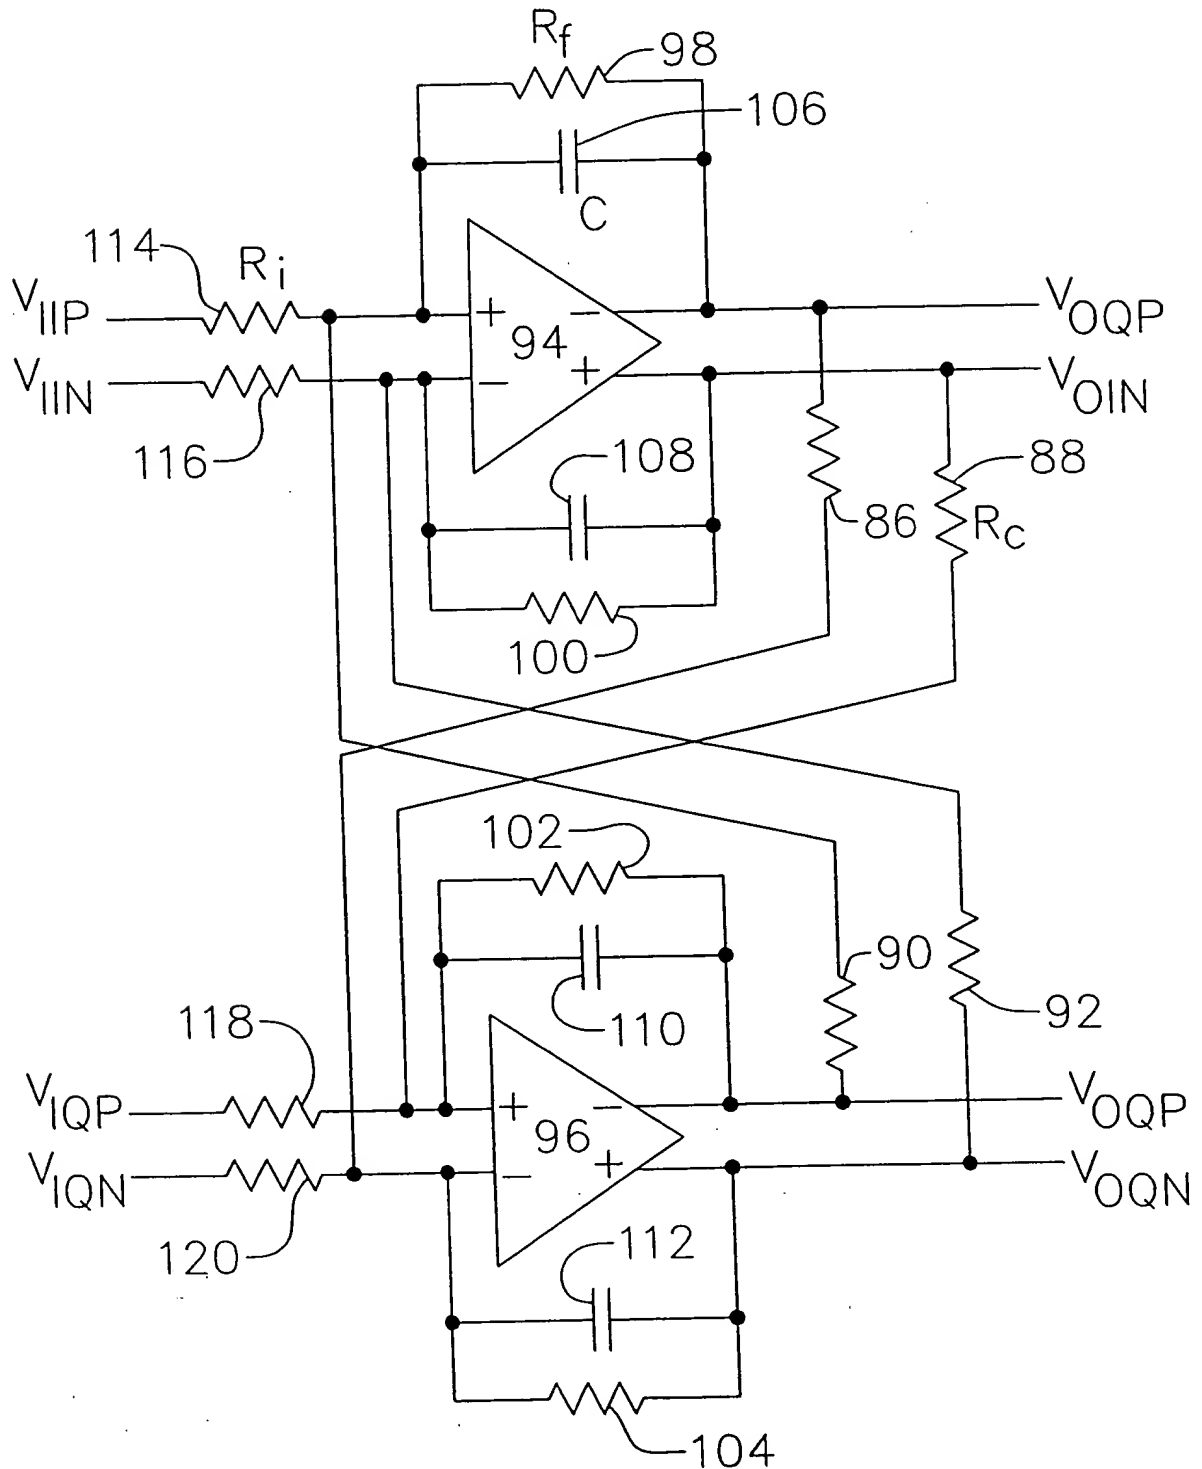 Rf
98
106
C
114
Ri
VIIP
VOQP
+ −
94
VIIN
− +
VOIN
116
108
88
86
Rc
100
102
90
92
118
110
VIQP
VOQP
+ −
96
VIQN
− +
VOQN
120
112
104